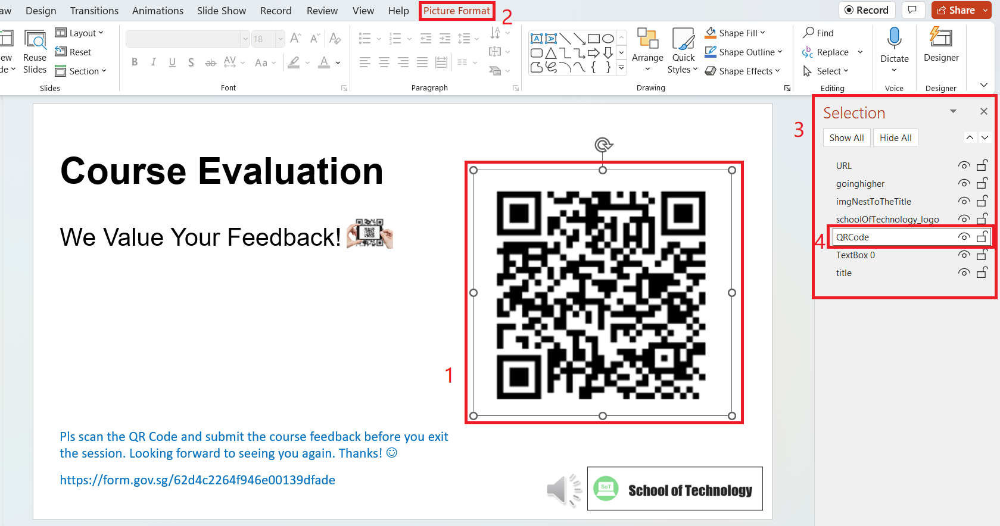 aw Design Transitions Animations Slide Show Record Review View Help Picture Format 2 Record Share
ew
de
Reuse
Slides
Layout
Reset
Section
Slides
18
B I U S ab AV Aa A
Font
Paragraph
Arrange
Quick
Styles
Shape Fill
Shape Outline
Shape Effects
Drawing
Find
Replace
Select
Editing
Dictate
Voice
Designer
Designer
3
Selection
Show All Hide All
URL
goinghigher
imgNestToTheTitle
schoolOfTechnology_logo
4 QRCode
TextBox 0
title
Course Evaluation
We Value Your Feedback!
1
Pls scan the QR Code and submit the course feedback before you exit
the session. Looking forward to seeing you again. Thanks! ☺
https://form.gov.sg/62d4c2264f946e00139dfade
SoT
School of Technology